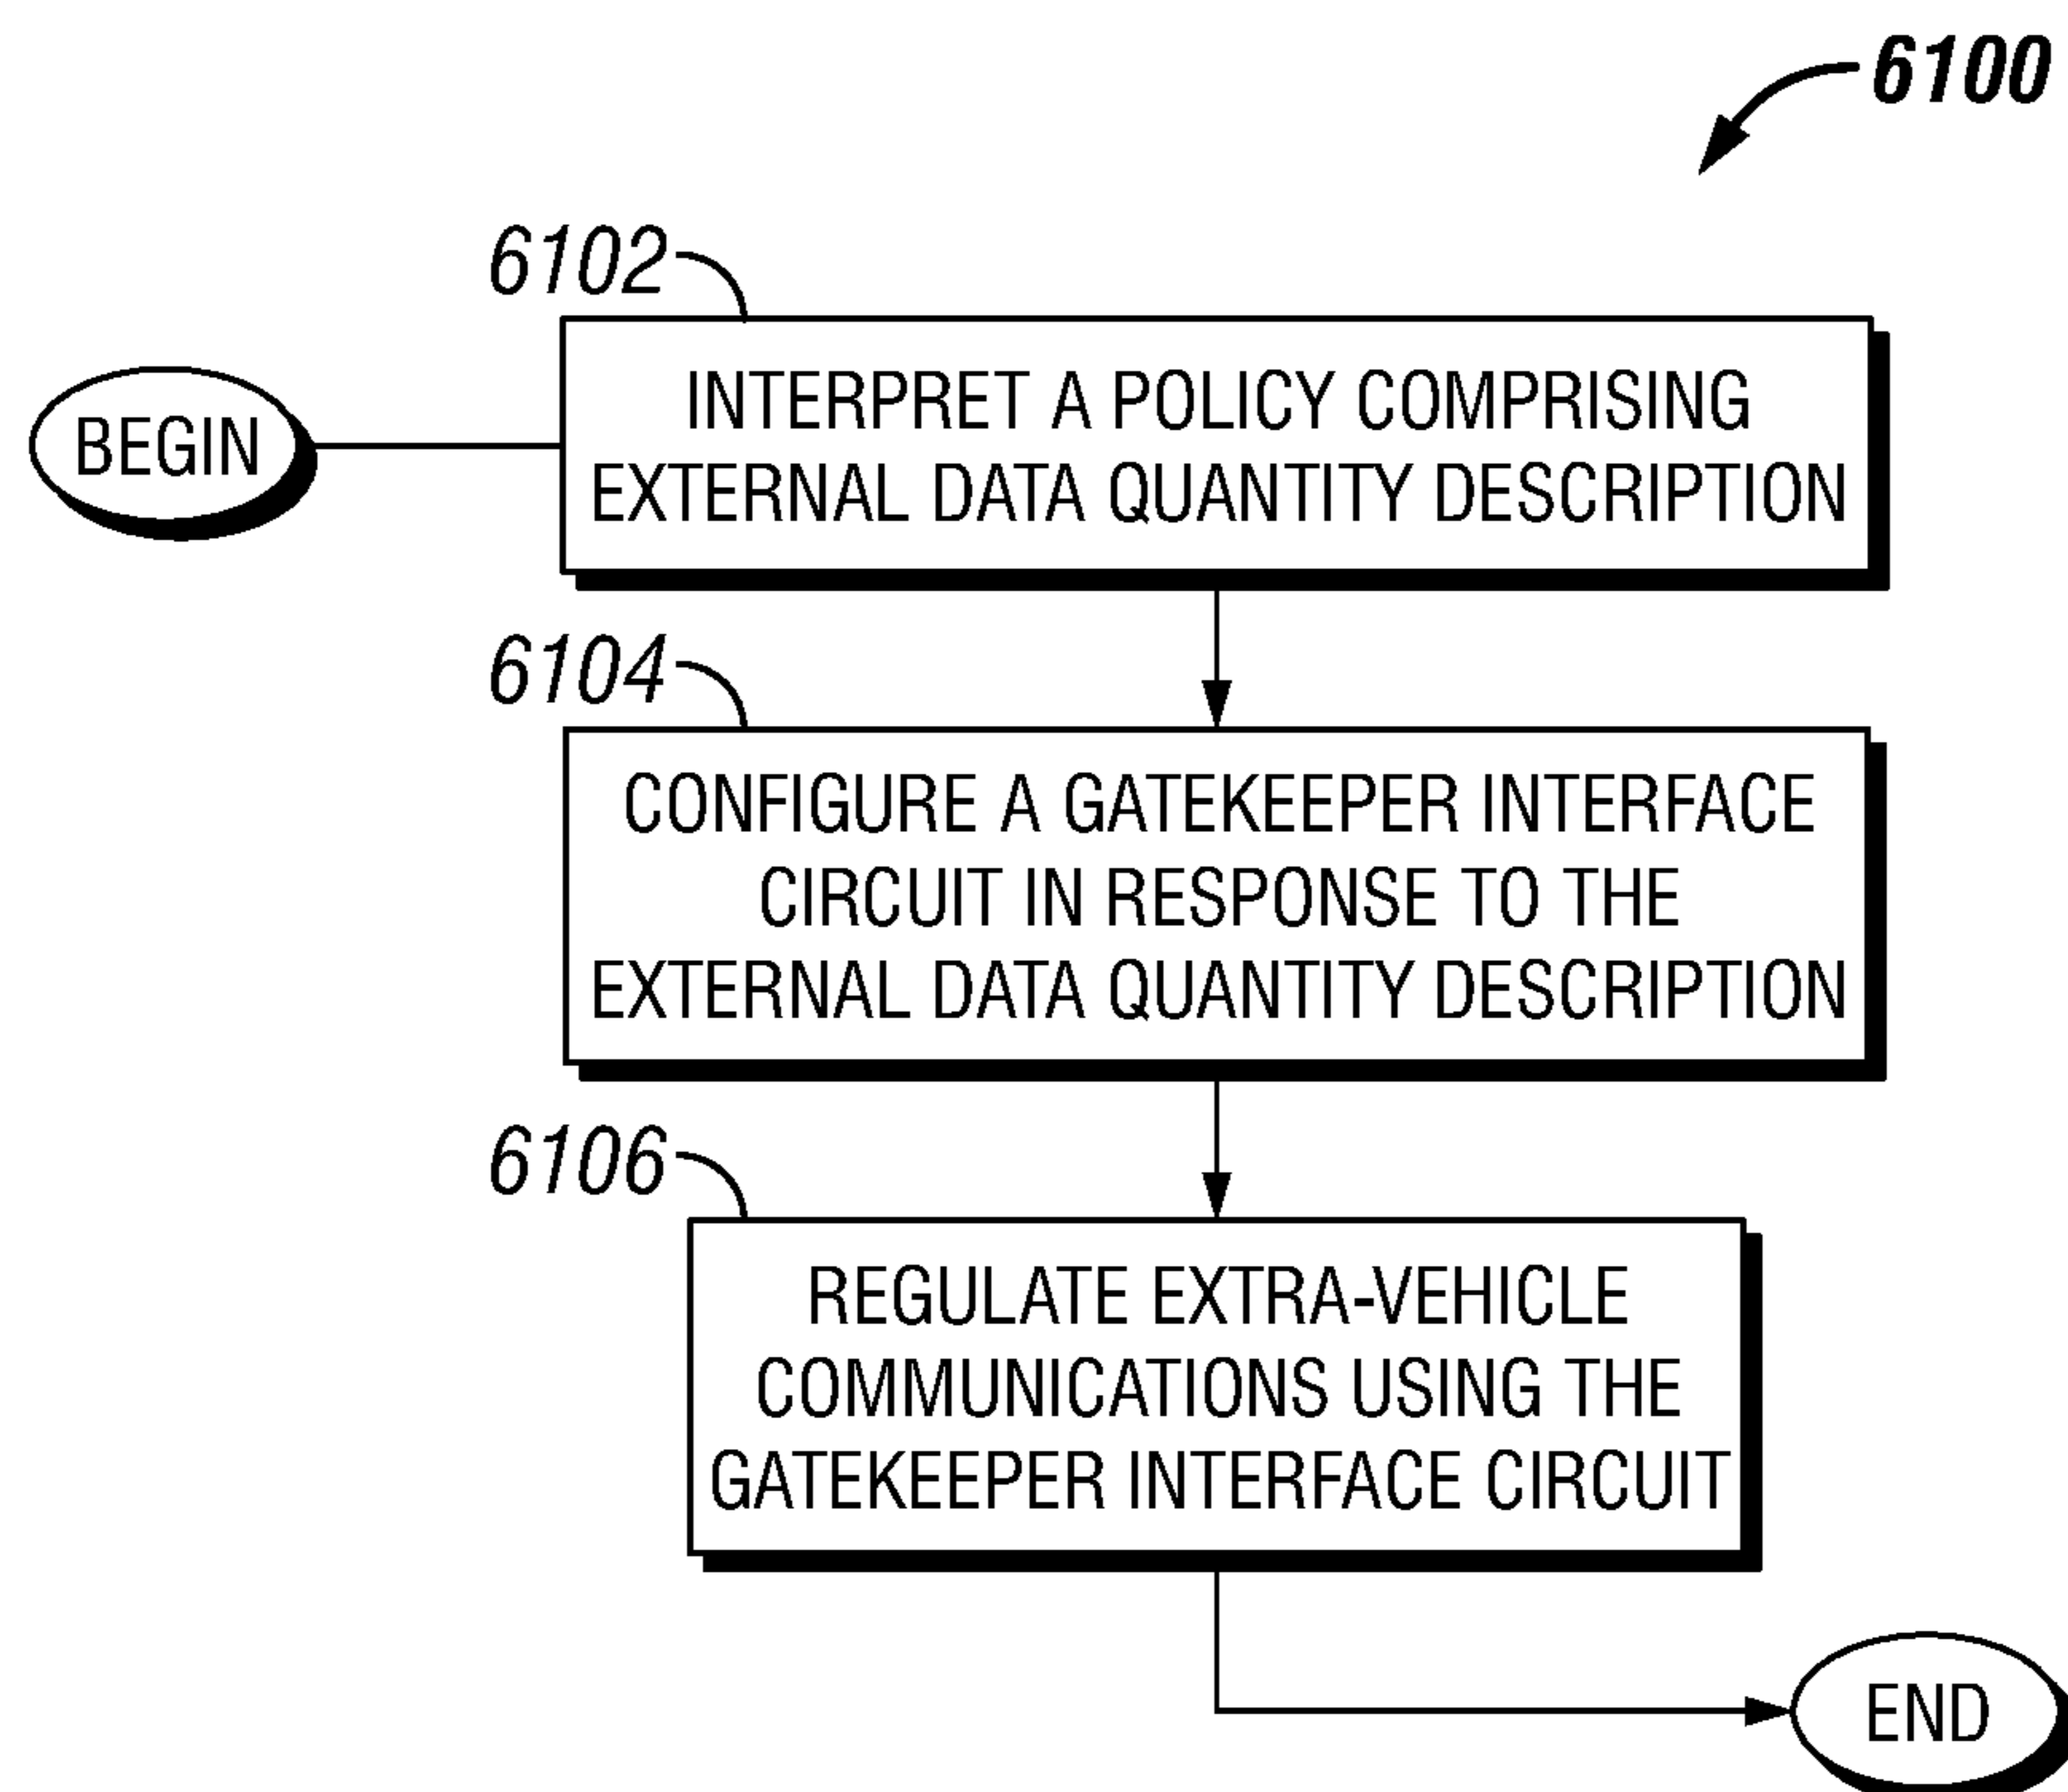 6100
6102
BEGIN
INTERPRET A POLICY COMPRISING
EXTERNAL DATA QUANTITY DESCRIPTION
6104
CONFIGURE A GATEKEEPER INTERFACE
CIRCUIT IN RESPONSE TO THE
EXTERNAL DATA QUANTITY DESCRIPTION
6106
REGULATE EXTRA-VEHICLE
COMMUNICATIONS USING THE
GATEKEEPER INTERFACE CIRCUIT
END